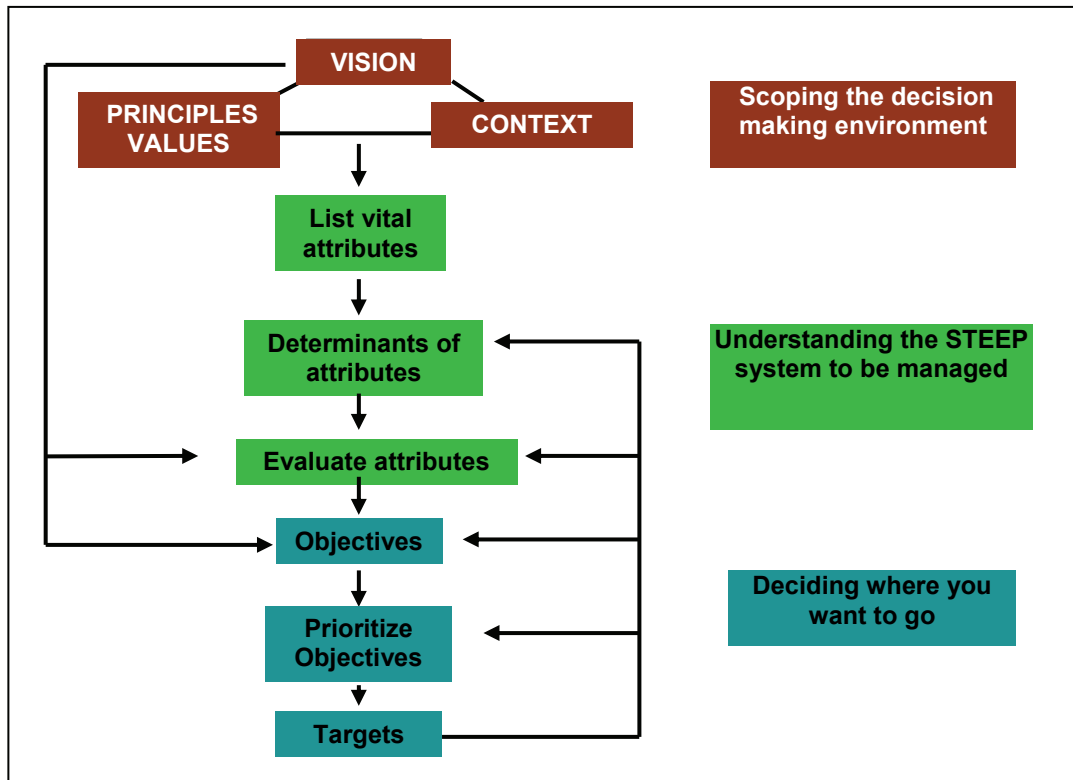 VISION
PRINCIPLES
VALUES
CONTEXT
Scoping the decision
making environment
List vital
attributes
Determinants of
attributes
Understanding the STEEP
system to be managed
Evaluate attributes
Objectives
Deciding where you
want to go
Prioritize
Objectives
Targets